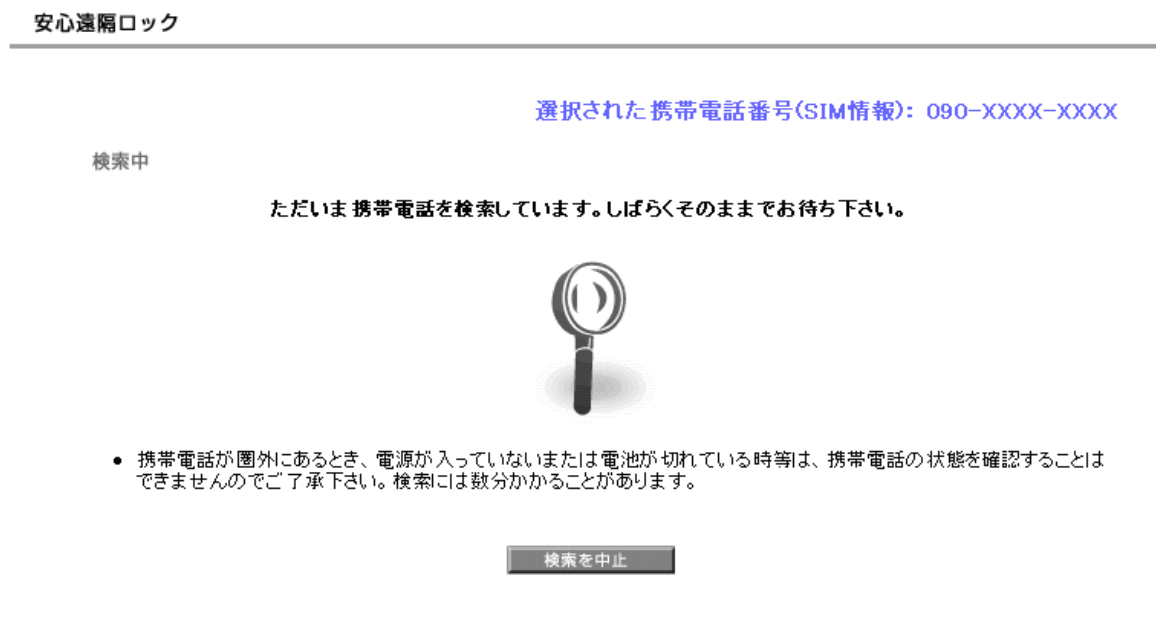 安心遠隔ロック
選択された携帯電話番号(SIM情報): 090-XXXX-XXXX
検索中
ただいま携帯電話を検索しています。しばらくそのままでお待ち下さい。
• 携帯電話が圏外にあるとき、電源が入っていないまたは電池が切れている時等は、携帯電話の状態を確認することは
できませんのでご了承下さい。検索には数分かかることがあります。
検索を中止